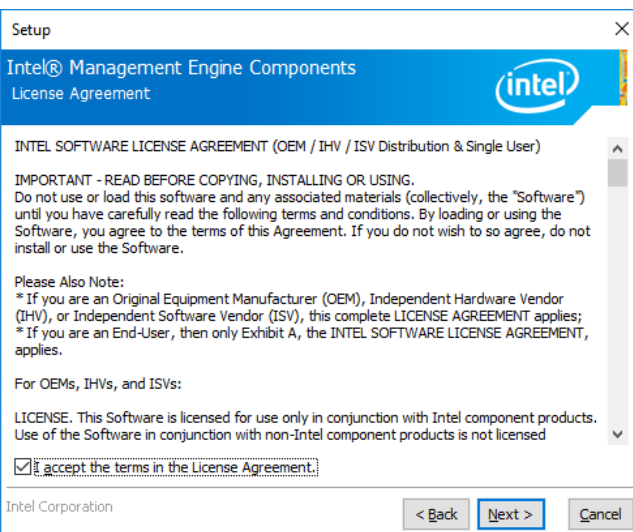 Setup
Intel® Management Engine Components
License Agreement
intel
INTEL SOFTWARE LICENSE AGREEMENT (OEM / IHV / ISV Distribution & Single User)
IMPORTANT - READ BEFORE COPYING, INSTALLING OR USING.
Do not use or load this software and any associated materials (collectively, the "Software")
until you have carefully read the following terms and conditions. By loading or using the
Software, you agree to the terms of this Agreement. If you do not wish to so agree, do not
install or use the Software.
Please Also Note:
* If you are an Original Equipment Manufacturer (OEM), Independent Hardware Vendor
(IHV), or Independent Software Vendor (ISV), this complete LICENSE AGREEMENT applies;
* If you are an End-User, then only Exhibit A, the INTEL SOFTWARE LICENSE AGREEMENT,
applies.
For OEMs, IHVs, and ISVs:
LICENSE. This Software is licensed for use only in conjunction with Intel component products.
Use of the Software in conjunction with non-Intel component products is not licensed
I accept the terms in the License Agreement.
Intel Corporation
< Back
Next >
Cancel